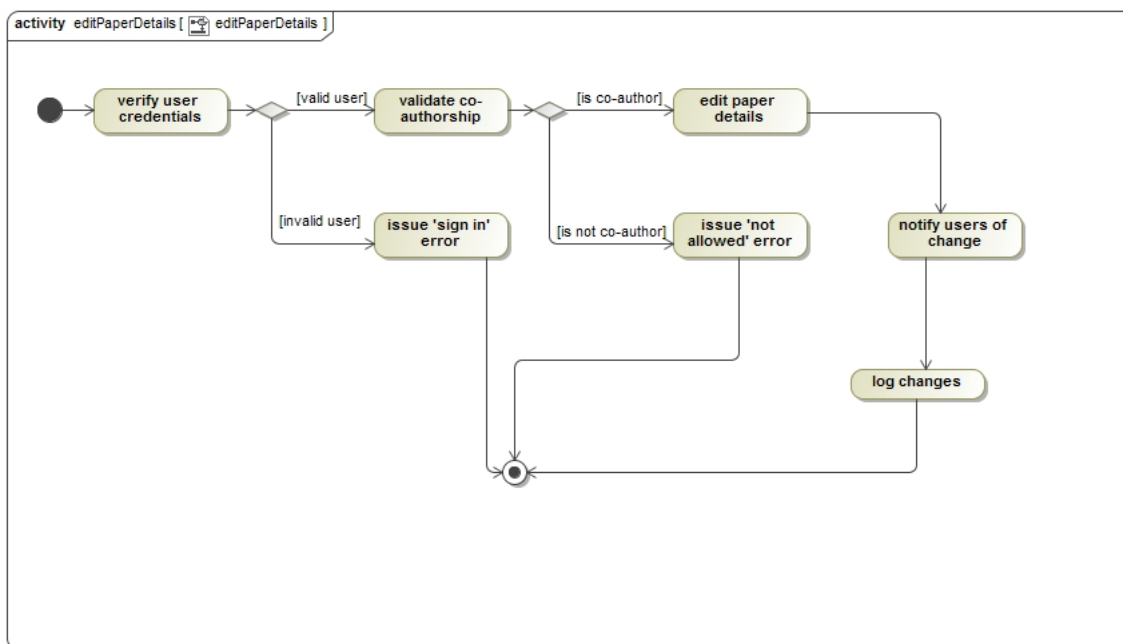 activity editPaperDetails [ editPaperDetails ]
verify user
credentials
[valid user]
validate co-
authorship
[is co-author]
edit paper
details
[invalid user]
issue 'sign in'
error
[is not co-author]
issue 'not
allowed' error
notify users of
change
log changes